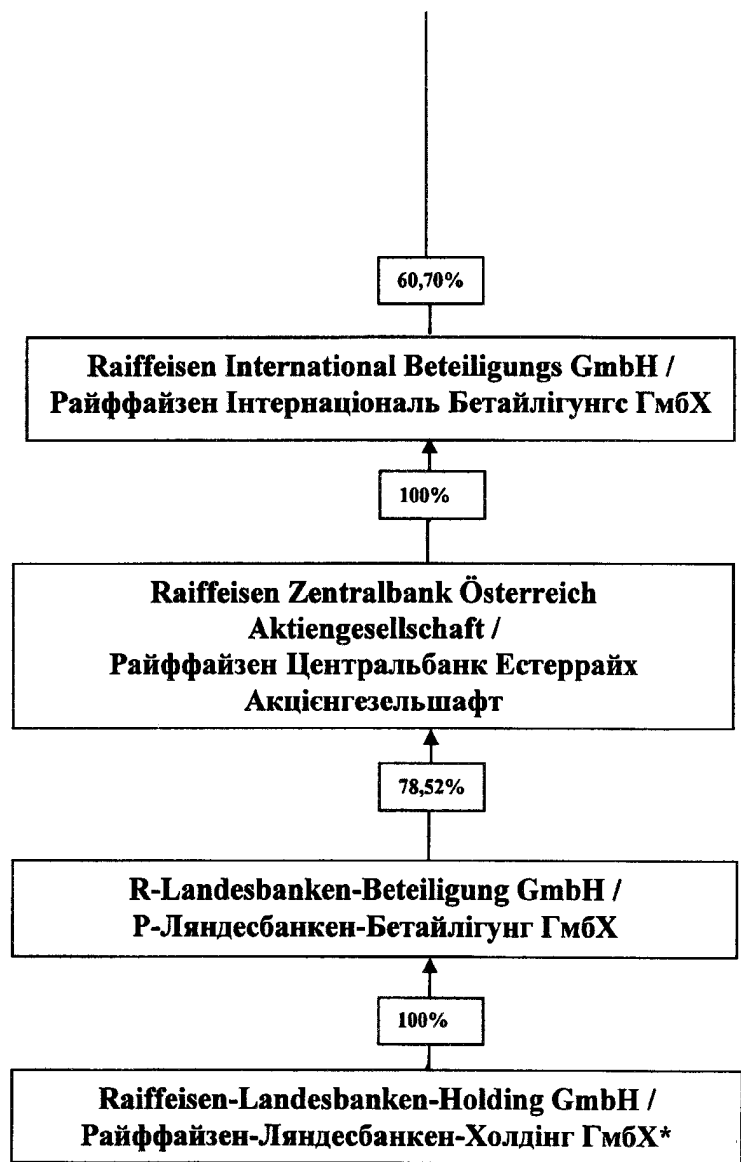 60,70%
Raiffeisen International Beteiligungs GmbH /
Райффайзен Інтернаціональ Бетайлігунгс ГмбХ
100%
Raiffeisen Zentralbank Österreich
Aktiengesellschaft /
Райффайзен Центральбанк Естеррайх
Акцієнгезельшафт
78,52%
R-Landesbanken-Beteiligung GmbH /
Р-Ляндесбанкен-Бетайлігунг ГмбХ
100%
Raiffeisen-Landesbanken-Holding GmbH /
Райффайзен-Ляндесбанкен-Холдінг ГмбХ*